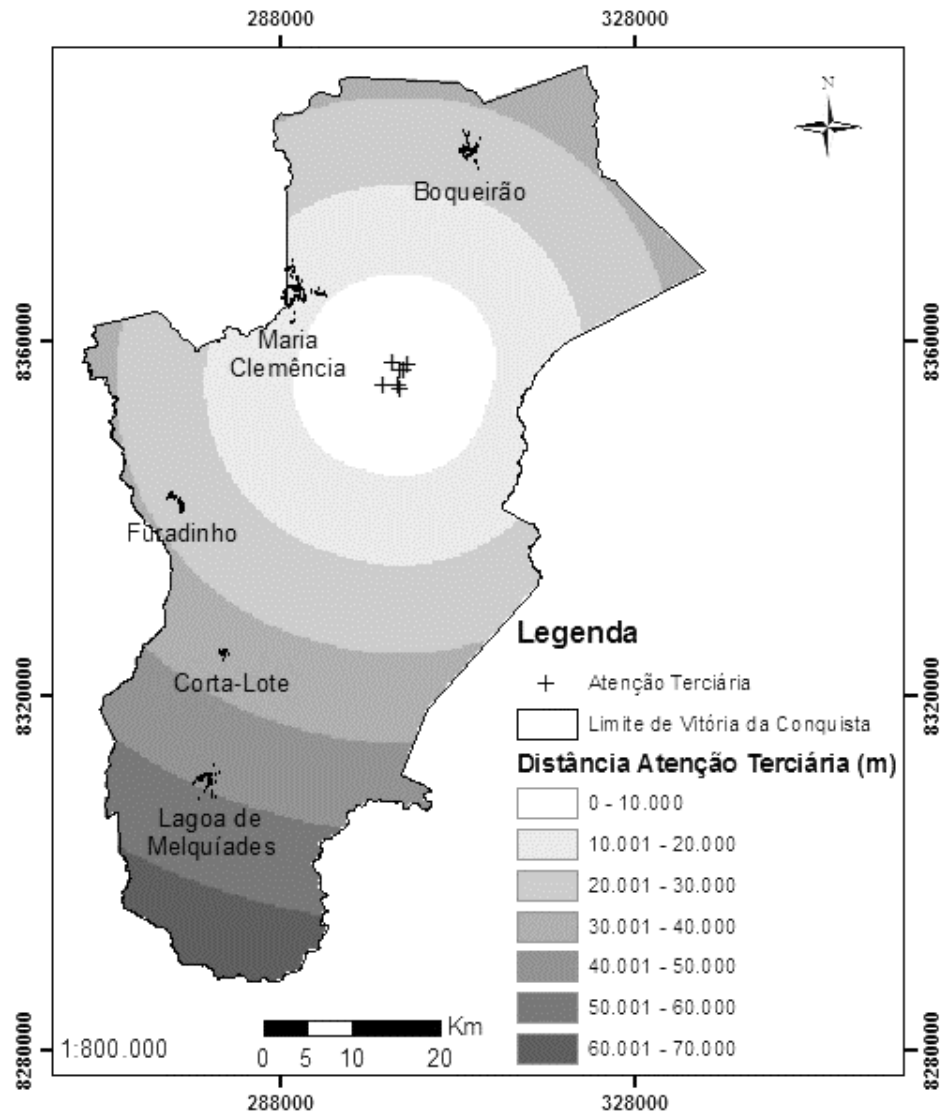 288000 328000
N
Boqueirão
8360000 8360000
Maria
Clemência
Furadinho
Corta-Lote
8320000 8320000
Lagoa de
Melquíades
Legenda
Atenção Terciária
Limite de Vitória da Conquista
Distância Atenção Terciária (m)
0 - 10.000
10.001 - 20.000
20.001 - 30.000
30.001 - 40.000
40.001 - 50.000
50.001 - 60.000
60.001 - 70.000
Km
0 5 10 20
1:800.000
8280000 8280000
288000 328000